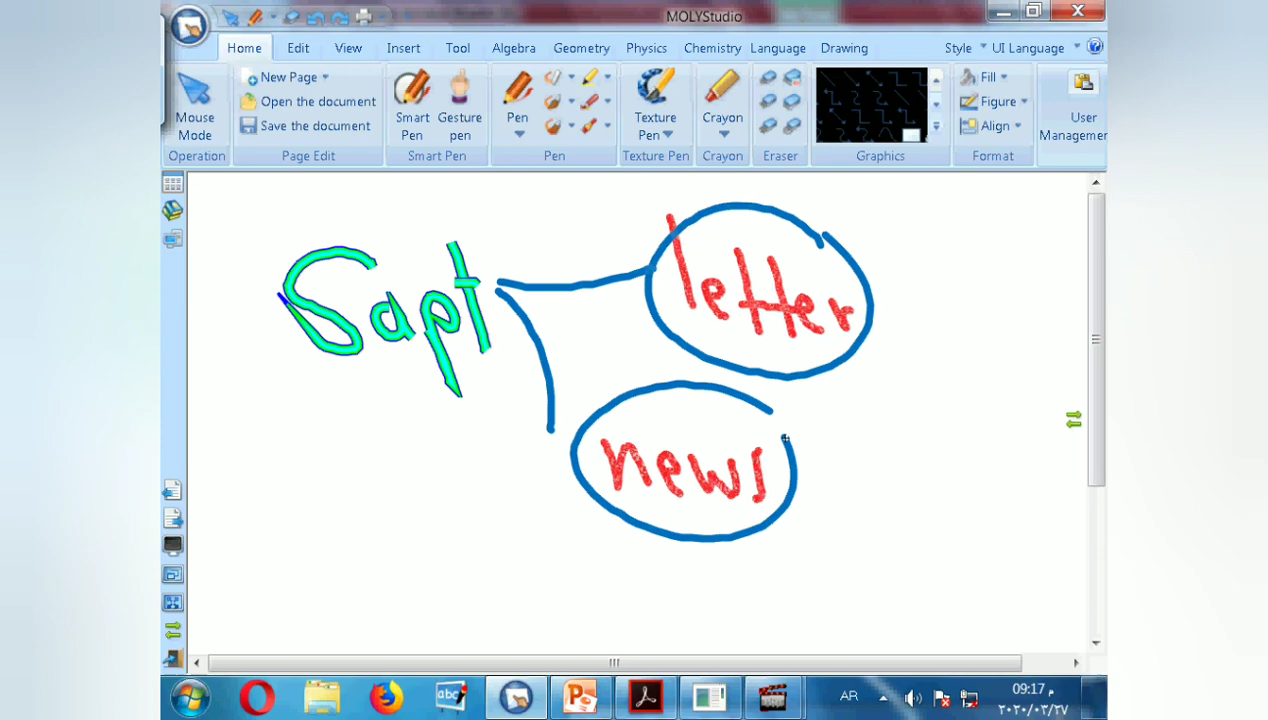 MOLYStudio
Home Edit View Insert Tool Algebra Geometry Physics Chemistry Language Drawing Style UI Language
Mouse Mode
New Page
Open the document
Save the document
Smart Pen
Gesture pen
Pen
Texture Pen
Crayon
Fill
Figure
Align
User Managemer
Operation Page Edit Smart Pen Pen Texture Pen Crayon Eraser Graphics Format
Sapt
letter
news
abc
AR
09:17 م
٢٠٢٠/٠٣/٢٧